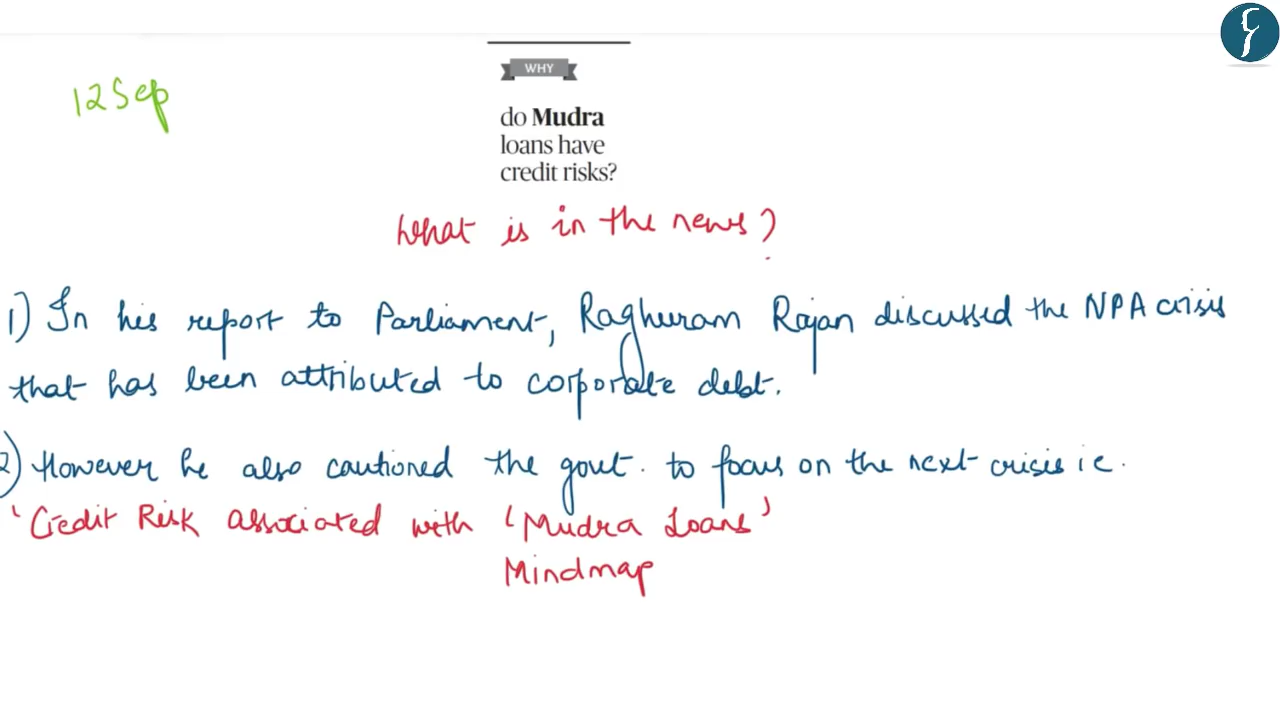 12 Sep
WHY
do Mudra
loans have
credit risks?
What is in the news?
1) In his report to Parliament, Raghuram Rajan discussed the NPA crisis
that has been attributed to corporate debt.
2) However he also cautioned the govt. to focus on the next crisis i e.
'Credit Risk associated with 'Mudra Loans'
Mindmap